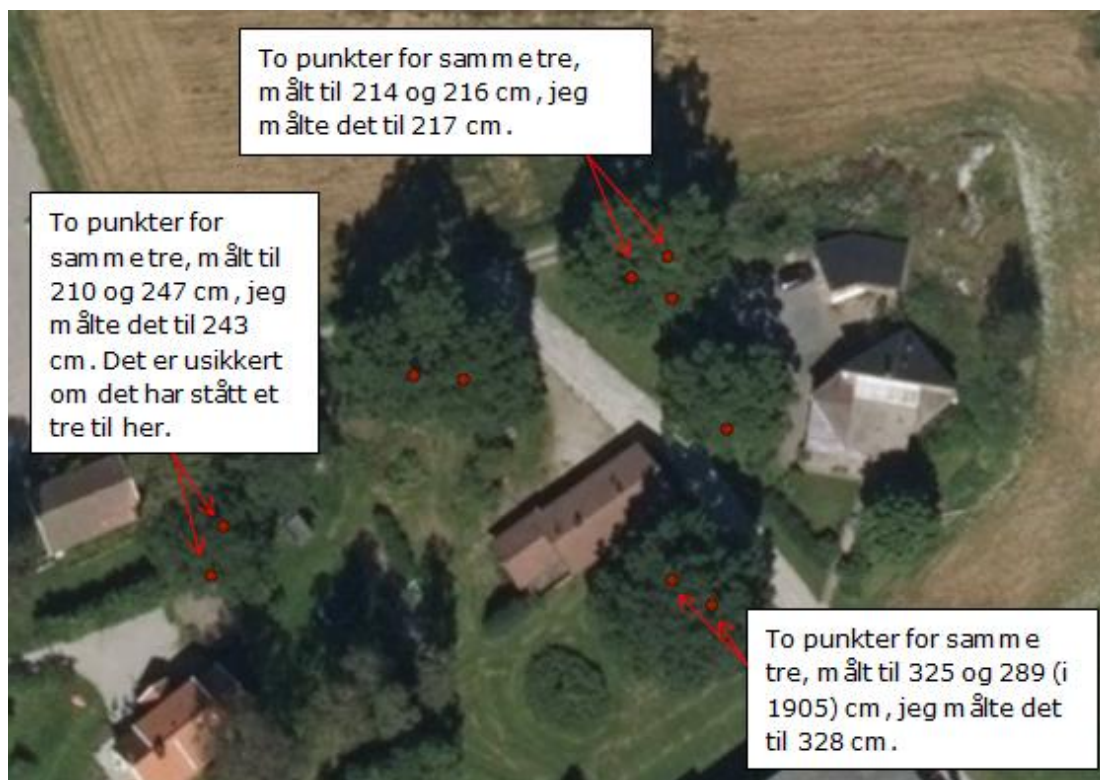 To punkter for samme tre,
målt til 214 og 216 cm, jeg
målte det til 217 cm.
To punkter for
samme tre, målt til
210 og 247 cm, jeg
målte det til 243
cm. Det er usikkert
om det har stått et
tre til her.
To punkter for samme
tre, målt til 325 og 289 (i
1905) cm, jeg målte det
til 328 cm.